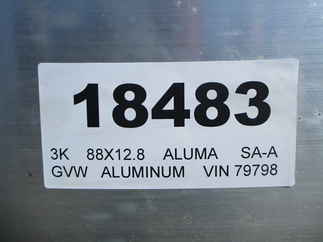 18483
3K 88X12.8 ALUMA SA-A
GVW ALUMINUM VIN 79798